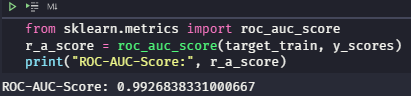 from sklearn.metrics import roc_auc_score
r_a_score = roc_auc_score(target_train, y_scores)
print("ROC-AUC-Score:", r_a_score)
ROC-AUC-Score: 0.9926838331000667